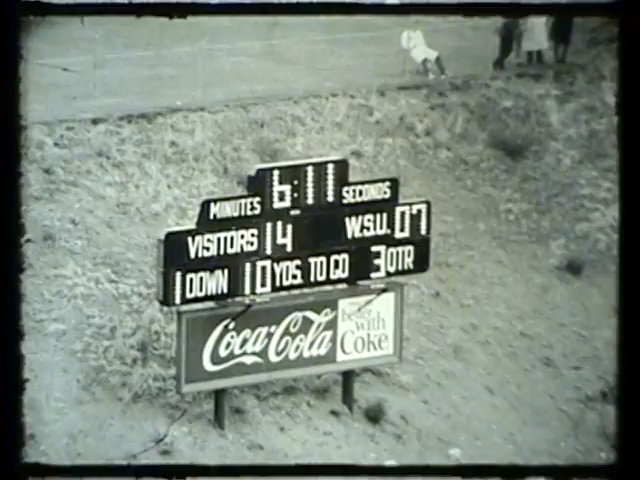 MINUTES 6:11 SECONDS
VISITORS 14 W.S.U. 07
1 DOWN 10 YDS. TO GO 3 QTR
Coca-Cola
better
with
Coke